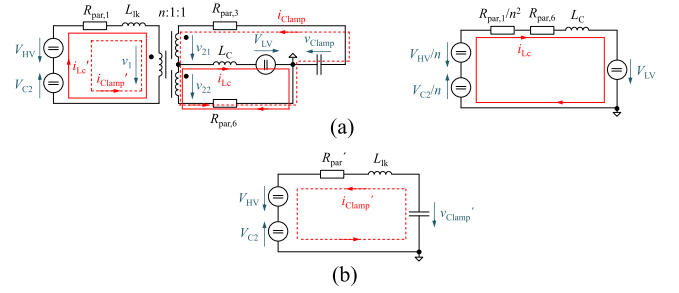 R_par,1 L_lk n:1:1 R_par,3
i_Clamp
V_HV i_Lc′ i_Clamp′ v_1 v_21 L_C V_LV v_Clamp
V_C2 v_22 i_Lc
R_par,6
R_par,1/n² R_par,6 L_C
i_Lc
V_HV/n
V_C2/n
V_LV
(a)
R_par′ L_lk
i_Clamp′
V_HV
V_C2
v_Clamp′
(b)